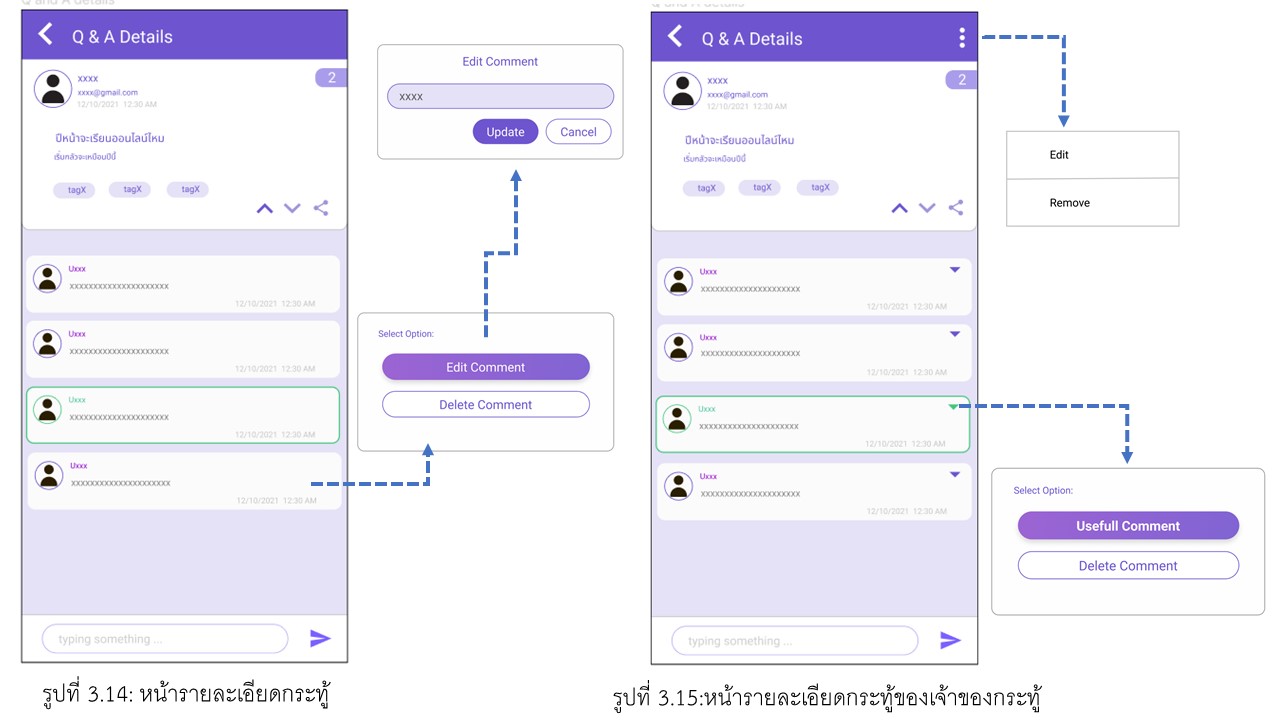 Q and A details
Q & A Details
2
xxxx
xxxx@gmail.com
12/10/2021 12:30 AM
ปีหน้าจะเรียนออนไลน์ไหม
เริ่มกลัวจะเหมือนปีนี้
tagX tagX tagX
Uxxx
xxxxxxxxxxxxxxxxxxxxx
12/10/2021 12:30 AM
Uxxx
xxxxxxxxxxxxxxxxxxxxx
12/10/2021 12:30 AM
Uxxx
xxxxxxxxxxxxxxxxxxxxx
12/10/2021 12:30 AM
Uxxx
xxxxxxxxxxxxxxxxxxxxx
12/10/2021 12:30 AM
typing something ...
รูปที่ 3.14: หน้ารายละเอียดกระทู้
Edit Comment
xxxx
Update Cancel
Select Option:
Edit Comment
Delete Comment
Q and A details
Q & A Details
2
xxxx
xxxx@gmail.com
12/10/2021 12:30 AM
ปีหน้าจะเรียนออนไลน์ไหม
เริ่มกลัวจะเหมือนปีนี้
tagX tagX tagX
Uxxx
xxxxxxxxxxxxxxxxxxxxx
12/10/2021 12:30 AM
Uxxx
xxxxxxxxxxxxxxxxxxxxx
12/10/2021 12:30 AM
Uxxx
xxxxxxxxxxxxxxxxxxxxx
12/10/2021 12:30 AM
Uxxx
xxxxxxxxxxxxxxxxxxxxx
12/10/2021 12:30 AM
typing something ...
รูปที่ 3.15:หน้ารายละเอียดกระทู้ของเจ้าของกระทู้
Edit
Remove
Select Option:
Usefull Comment
Delete Comment